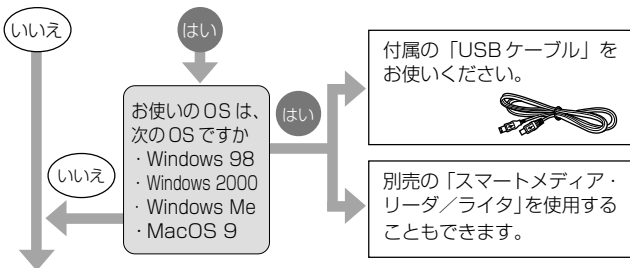 いいえ
はい
お使いのOSは、
次のOSですか
・Windows 98
・Windows 2000
・Windows Me
・MacOS 9
はい
いいえ
付属の「USBケーブル」を
お使いください。
別売の「スマートメディア・
リーダ／ライタ」を使用する
こともできます。